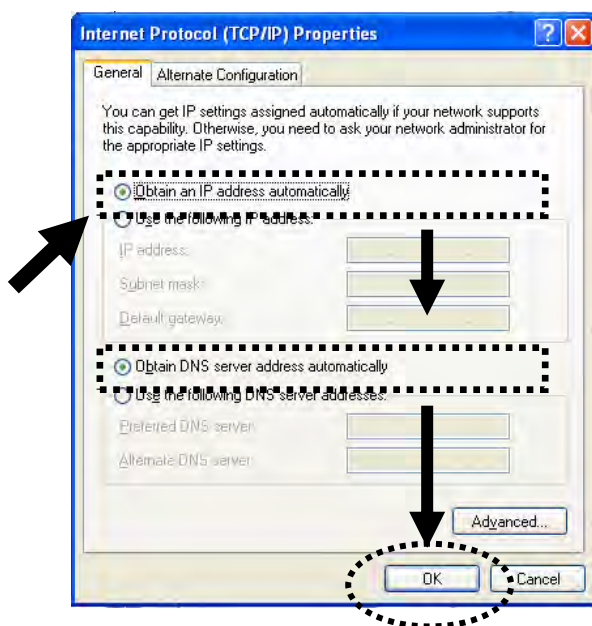 Internet Protocol (TCP/IP) Properties
General
Alternate Configuration
You can get IP settings assigned automatically if your network supports
this capability. Otherwise, you need to ask your network administrator for
the appropriate IP settings.
Obtain an IP address automatically
Use the following IP address:
IP address:
Subnet mask:
Default gateway:
Obtain DNS server address automatically
Use the following DNS server addresses:
Preferred DNS server:
Alternate DNS server:
Advanced...
OK
Cancel